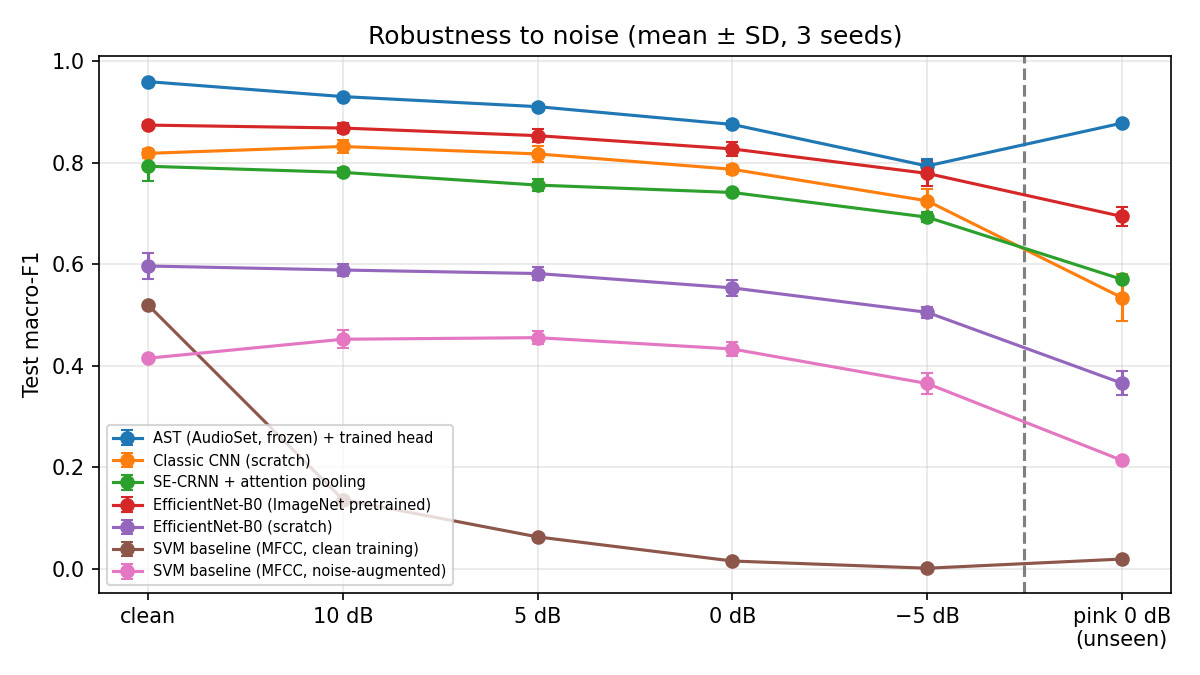 Robustness to noise (mean ± SD, 3 seeds)
Test macro-F1
1.0
0.8
0.6
0.4
0.2
0.0
AST (AudioSet, frozen) + trained head
Classic CNN (scratch)
SE-CRNN + attention pooling
EfficientNet-B0 (ImageNet pretrained)
EfficientNet-B0 (scratch)
SVM baseline (MFCC, clean training)
SVM baseline (MFCC, noise-augmented)
clean
10 dB
5 dB
0 dB
−5 dB
pink 0 dB
(unseen)